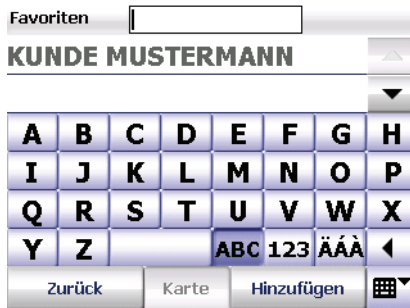 Favoriten
KUNDE MUSTERMANN
A B C D E F G H
I J K L M N O P
Q R S T U V W X
Y Z ABC 123 ÄÁÀ
Zurück Karte Hinzufügen